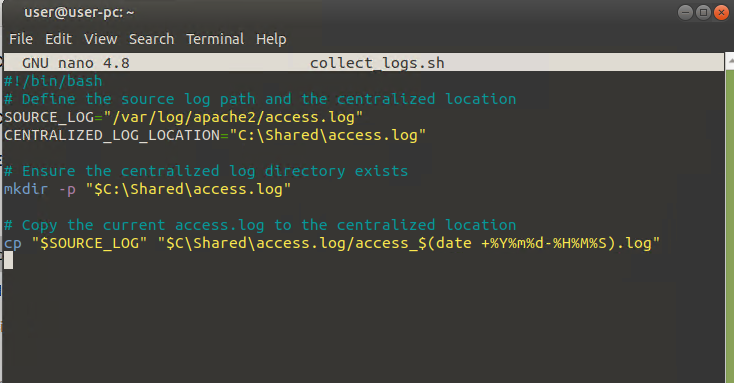 user@user-pc: ~
File Edit View Search Terminal Help
GNU nano 4.8 collect_logs.sh
#!/bin/bash
# Define the source log path and the centralized location
SOURCE_LOG="/var/log/apache2/access.log"
CENTRALIZED_LOG_LOCATION="C:\Shared\access.log"
# Ensure the centralized log directory exists
mkdir -p "$C:\Shared\access.log"
# Copy the current access.log to the centralized location
cp "$SOURCE_LOG" "$C\Shared\access.log/access_$(date +%Y%m%d-%H%M%S).log"